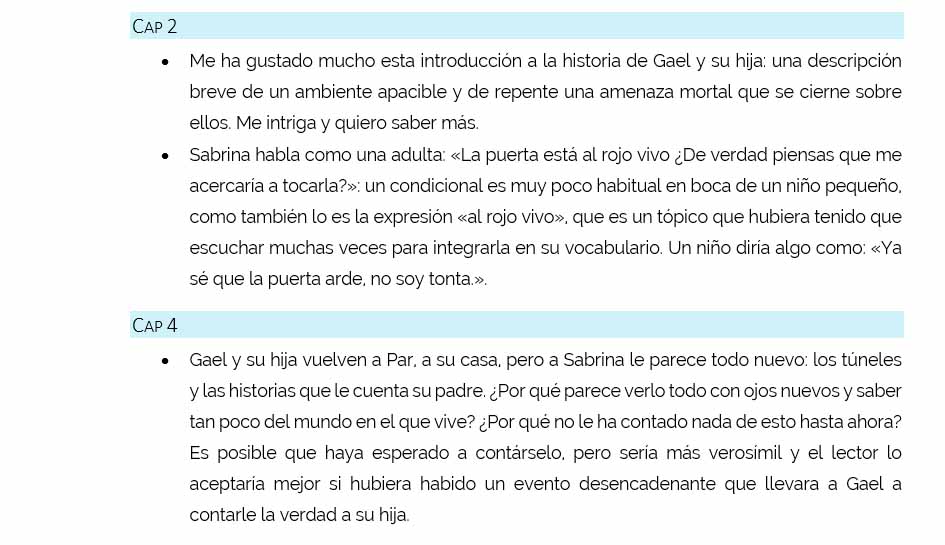 CAP 2
• Me ha gustado mucho esta introducción a la historia de Gael y su hija: una descripción
breve de un ambiente apacible y de repente una amenaza mortal que se cierne sobre
ellos. Me intriga y quiero saber más.
• Sabrina habla como una adulta: «La puerta está al rojo vivo ¿De verdad piensas que me
acercaría a tocarla?»: un condicional es muy poco habitual en boca de un niño pequeño,
como también lo es la expresión «al rojo vivo», que es un tópico que hubiera tenido que
escuchar muchas veces para integrarla en su vocabulario. Un niño diría algo como: «Ya
sé que la puerta arde, no soy tonta.».
CAP 4
• Gael y su hija vuelven a Par, a su casa, pero a Sabrina le parece todo nuevo: los túneles
y las historias que le cuenta su padre. ¿Por qué parece verlo todo con ojos nuevos y saber
tan poco del mundo en el que vive? ¿Por qué no le ha contado nada de esto hasta ahora?
Es posible que haya esperado a contárselo, pero sería más verosímil y el lector lo
aceptaría mejor si hubiera habido un evento desencadenante que llevara a Gael a
contarle la verdad a su hija.